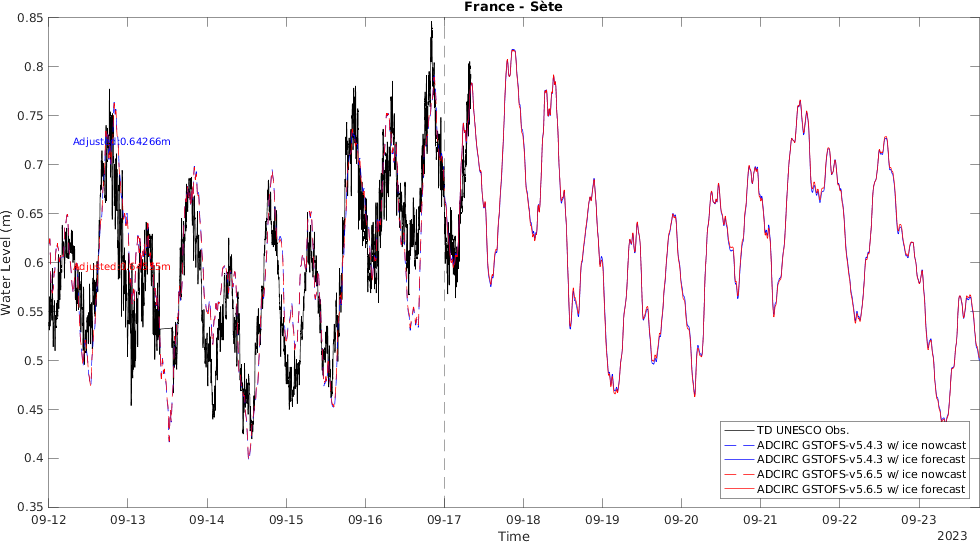 France - Sète
Water Level (m)
0.85
0.8
0.75
0.7
0.65
0.6
0.55
0.5
0.45
0.4
0.35
Adjusted:0.64266m
09-12
09-13
09-14
09-15
09-16
09-17
09-18
09-19
09-20
09-21
09-22
09-23
Time
2023
TD UNESCO Obs.
ADCIRC GSTOFS-v5.4.3 w/ ice nowcast
ADCIRC GSTOFS-v5.4.3 w/ ice forecast
ADCIRC GSTOFS-v5.6.5 w/ ice nowcast
ADCIRC GSTOFS-v5.6.5 w/ ice forecast